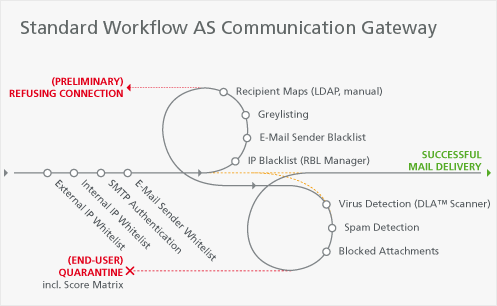 Standard Workflow AS Communication Gateway
(PRELIMINARY)
REFUSING CONNECTION
Recipient Maps (LDAP, manual)
Greylisting
E-Mail Sender Blacklist
IP Blacklist (RBL Manager)
SUCCESSFUL
MAIL DELIVERY
External IP Whitelist
Internal IP Whitelist
SMTP Authentication
E-Mail Sender Whitelist
Virus Detection (DLA™ Scanner)
Spam Detection
Blocked Attachments
(END-USER)
QUARANTINE
incl. Score Matrix